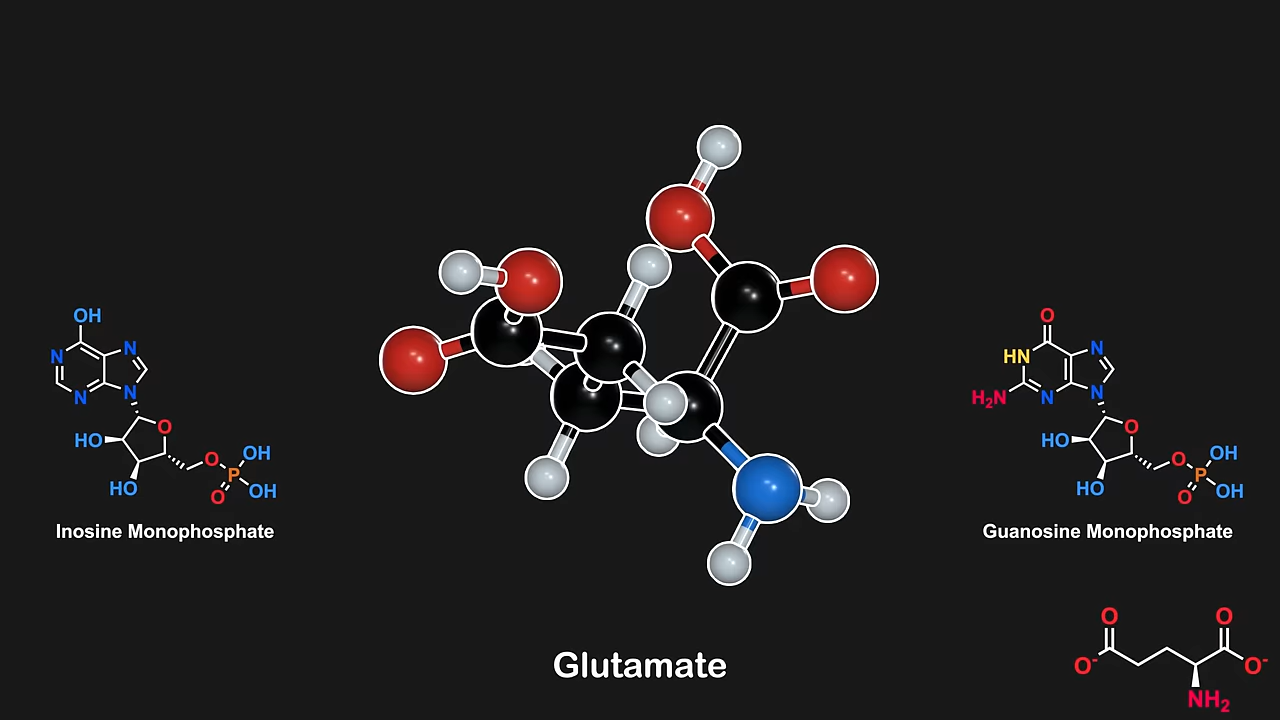 OH
N
N
N
N
HO
O
HO
O
P
OH
O
OH
Inosine Monophosphate
O
HN
N
H₂N
N
N
HO
O
HO
O
P
OH
O
OH
Guanosine Monophosphate
Glutamate
O
O
O⁻
O⁻
NH₂